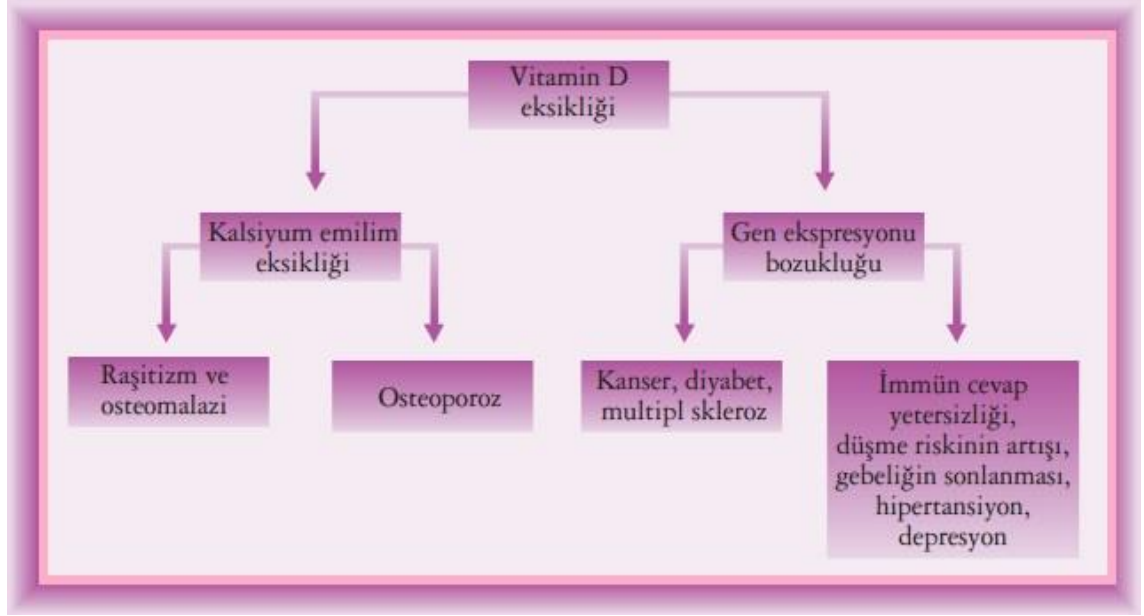 Vitamin D
eksikliği
Kalsiyum emilim
eksikliği
Gen ekspresyonu
bozukluğu
Raşitizm ve
osteomalazi
Osteoporoz
Kanser, diyabet,
multipl skleroz
İmmün cevap
yetersizliği,
düşme riskinin artışı,
gebeliğin sonlanması,
hipertansiyon,
depresyon